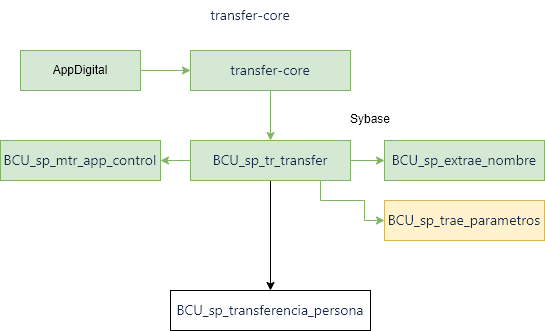 transfer-core
AppDigital
transfer-core
Sybase
BCU_sp_mtr_app_control
BCU_sp_tr_transfer
BCU_sp_extrae_nombre
BCU_sp_trae_parametros
BCU_sp_transferencia_persona